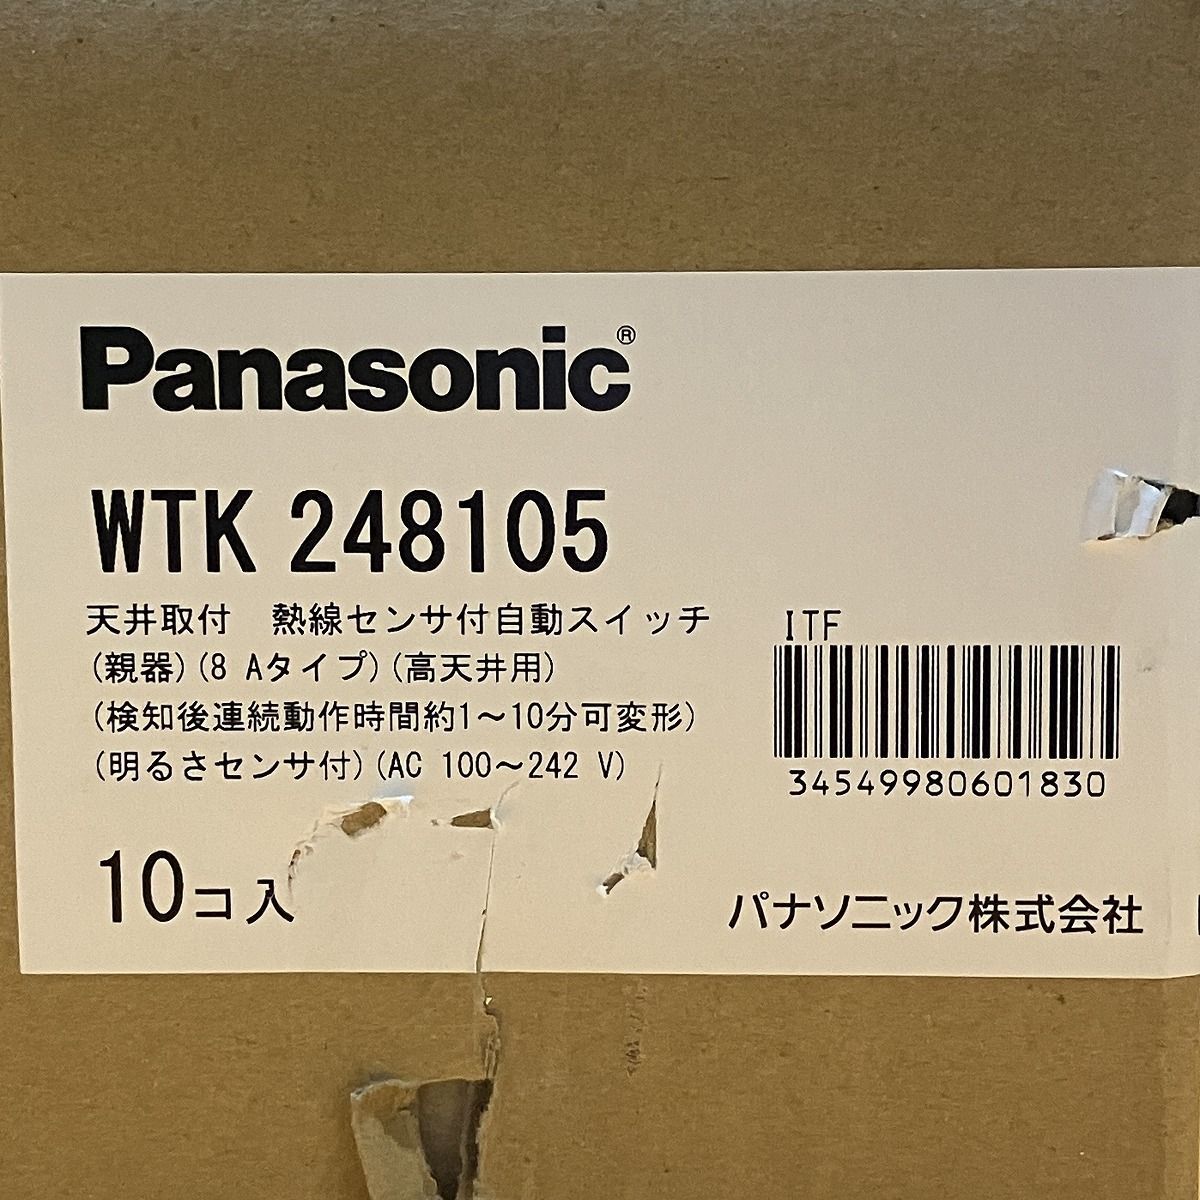 Panasonic®
WTK 248105
天井取付　熱線センサ付自動スイッチ
(親器)(8 Aタイプ)(高天井用)
(検知後連続動作時間約1～10分可変形)
(明るさセンサ付)(AC 100～242 V)
ITF
34549980601830
10コ入
パナソニック株式会社